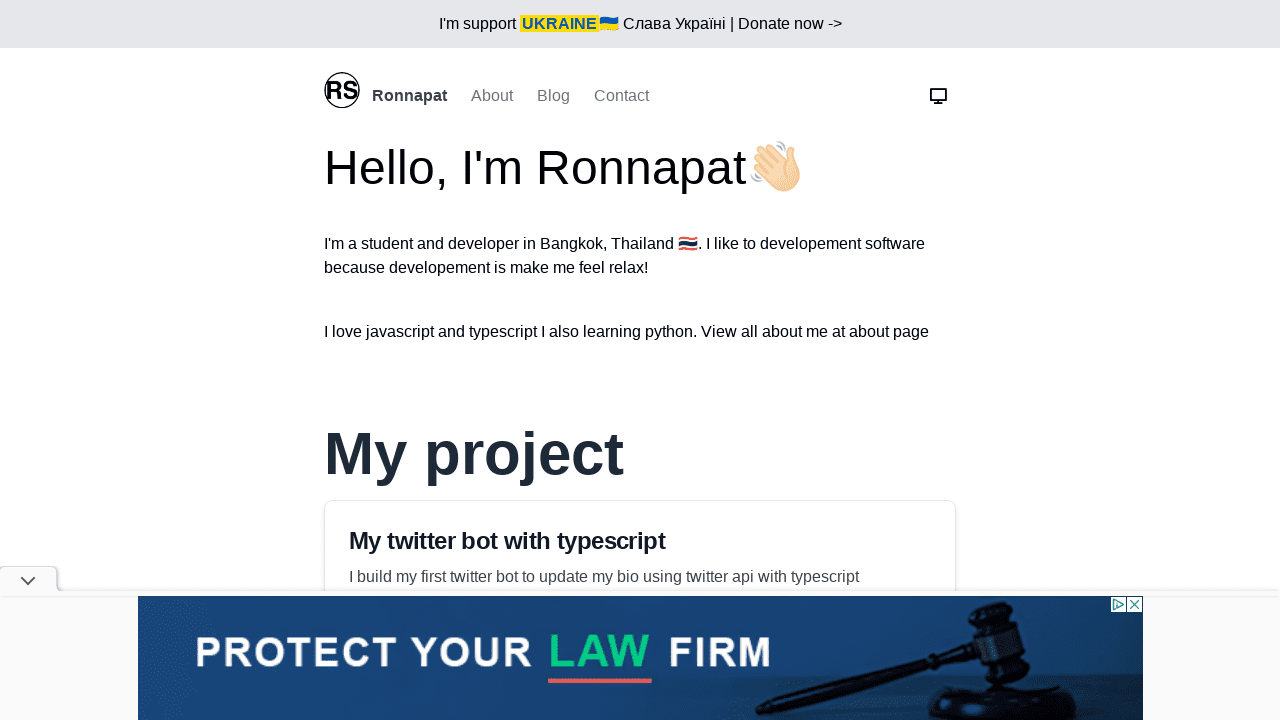 I'm support UKRAINE🇺🇦 Слава Україні | Donate now ->
RS Ronnapat About Blog Contact
Hello, I'm Ronnapat👋🏻
I'm a student and developer in Bangkok, Thailand 🇹🇭. I like to developement software
because developement is make me feel relax!
I love javascript and typescript I also learning python. View all about me at about page
My project
My twitter bot with typescript
I build my first twitter bot to update my bio using twitter api with typescript
PROTECT YOUR LAW FIRM